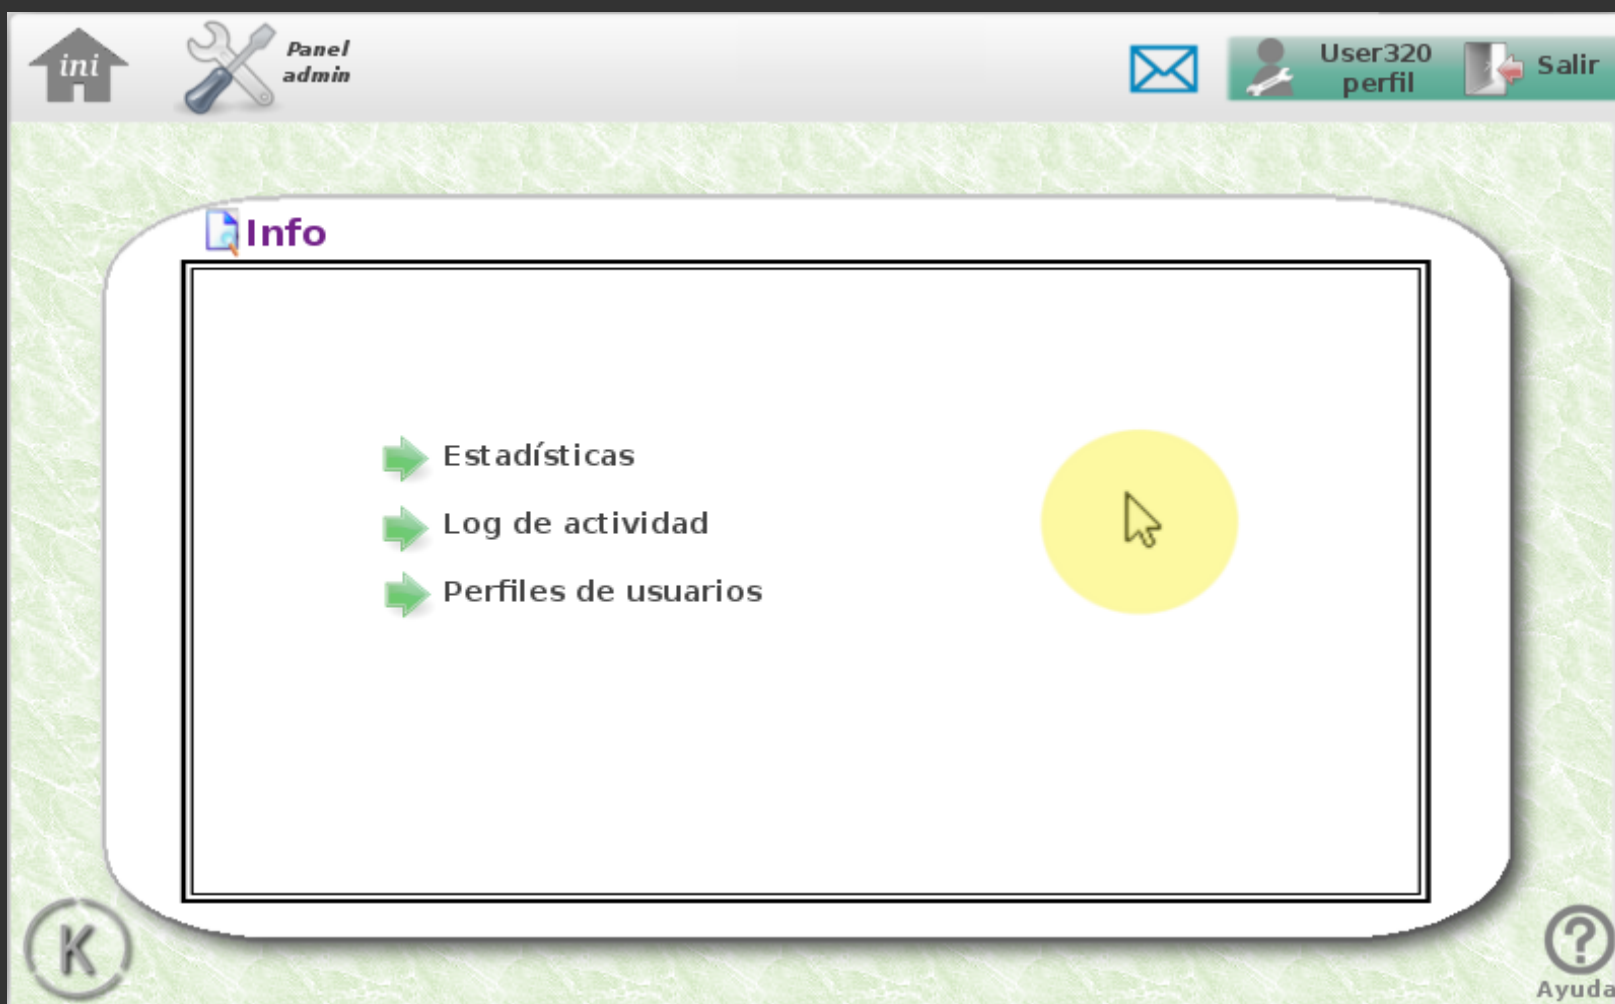 ini
Panel
admin
User320
perfil
Salir
Info
Estadísticas
Log de actividad
Perfiles de usuarios
K
Ayuda